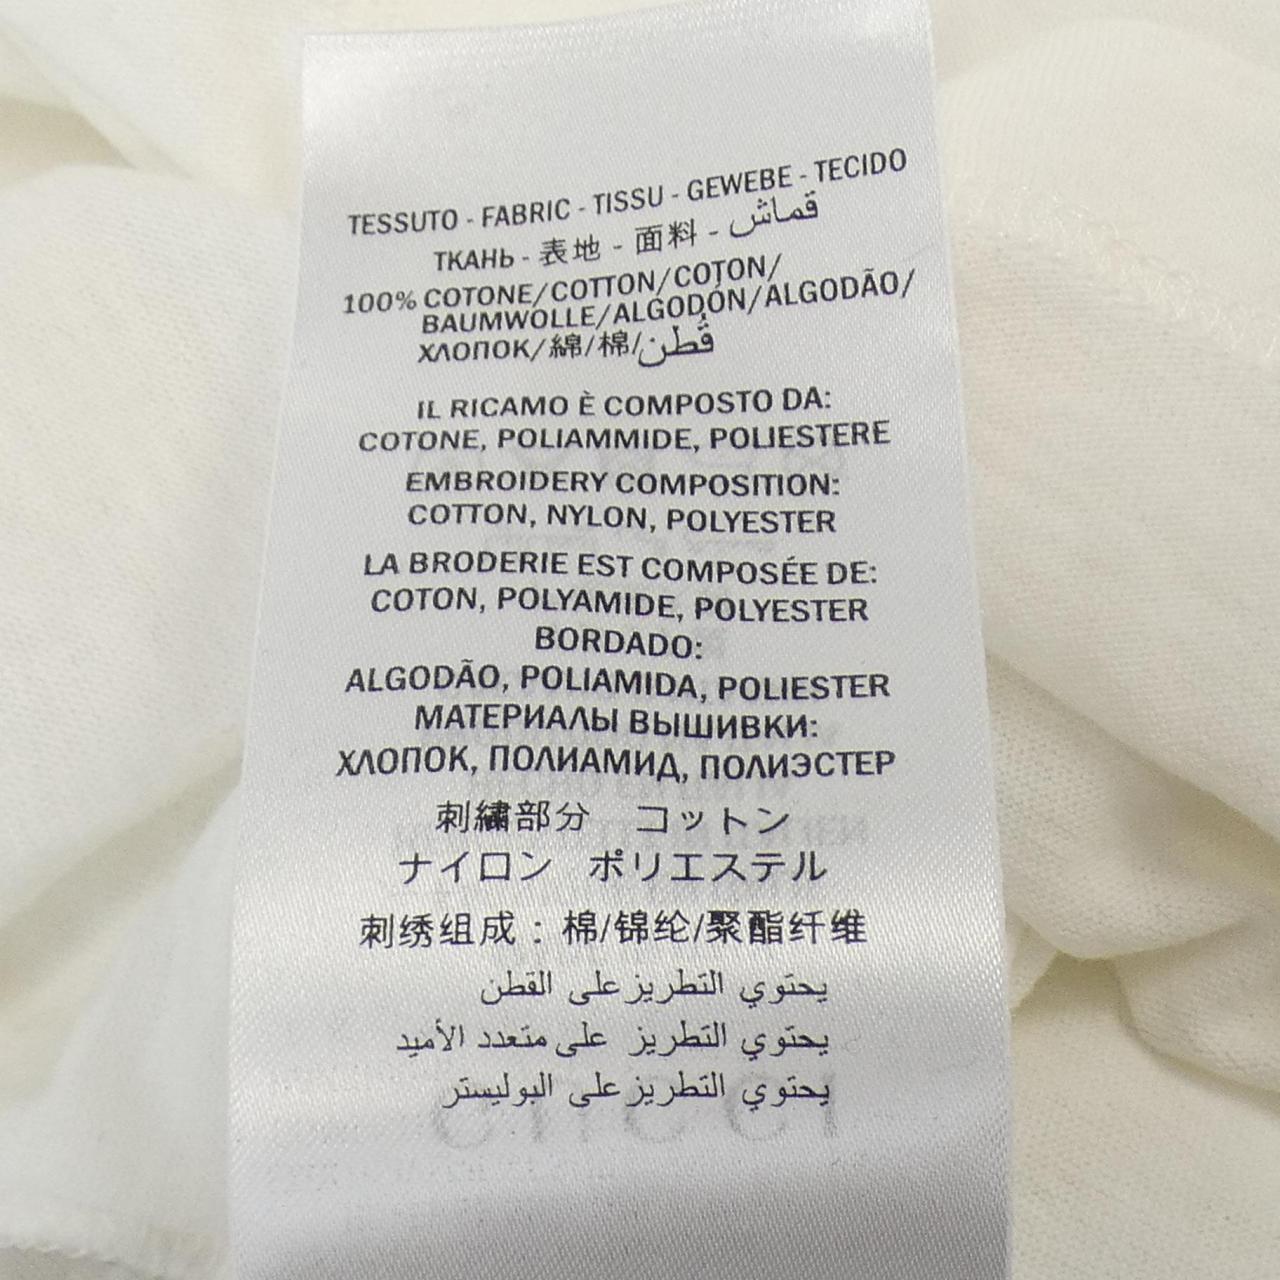 TESSUTO - FABRIC - TISSU - GEWEBE - TECIDO
ТКАНЬ - 表地 - 面料 - قماش
100% COTONE/COTTON/COTON/
BAUMWOLLE/ALGODÓN/ALGODÃO/
ХЛОПОК/綿/棉/قُطن
IL RICAMO È COMPOSTO DA:
COTONE, POLIAMMIDE, POLIESTERE
EMBROIDERY COMPOSITION:
COTTON, NYLON, POLYESTER
LA BRODERIE EST COMPOSÉE DE:
COTON, POLYAMIDE, POLYESTER
BORDADO:
ALGODÃO, POLIAMIDA, POLIESTER
МАТЕРИАЛЫ ВЫШИВКИ:
ХЛОПОК, ПОЛИАМИД, ПОЛИЭСТЕР
刺繍部分 コットン
ナイロン ポリエステル
刺绣组成：棉/锦纶/聚酯纤维
يحتوي التطريز على القطن
يحتوي التطريز على متعدد الأميد
يحتوي التطريز على البوليستر